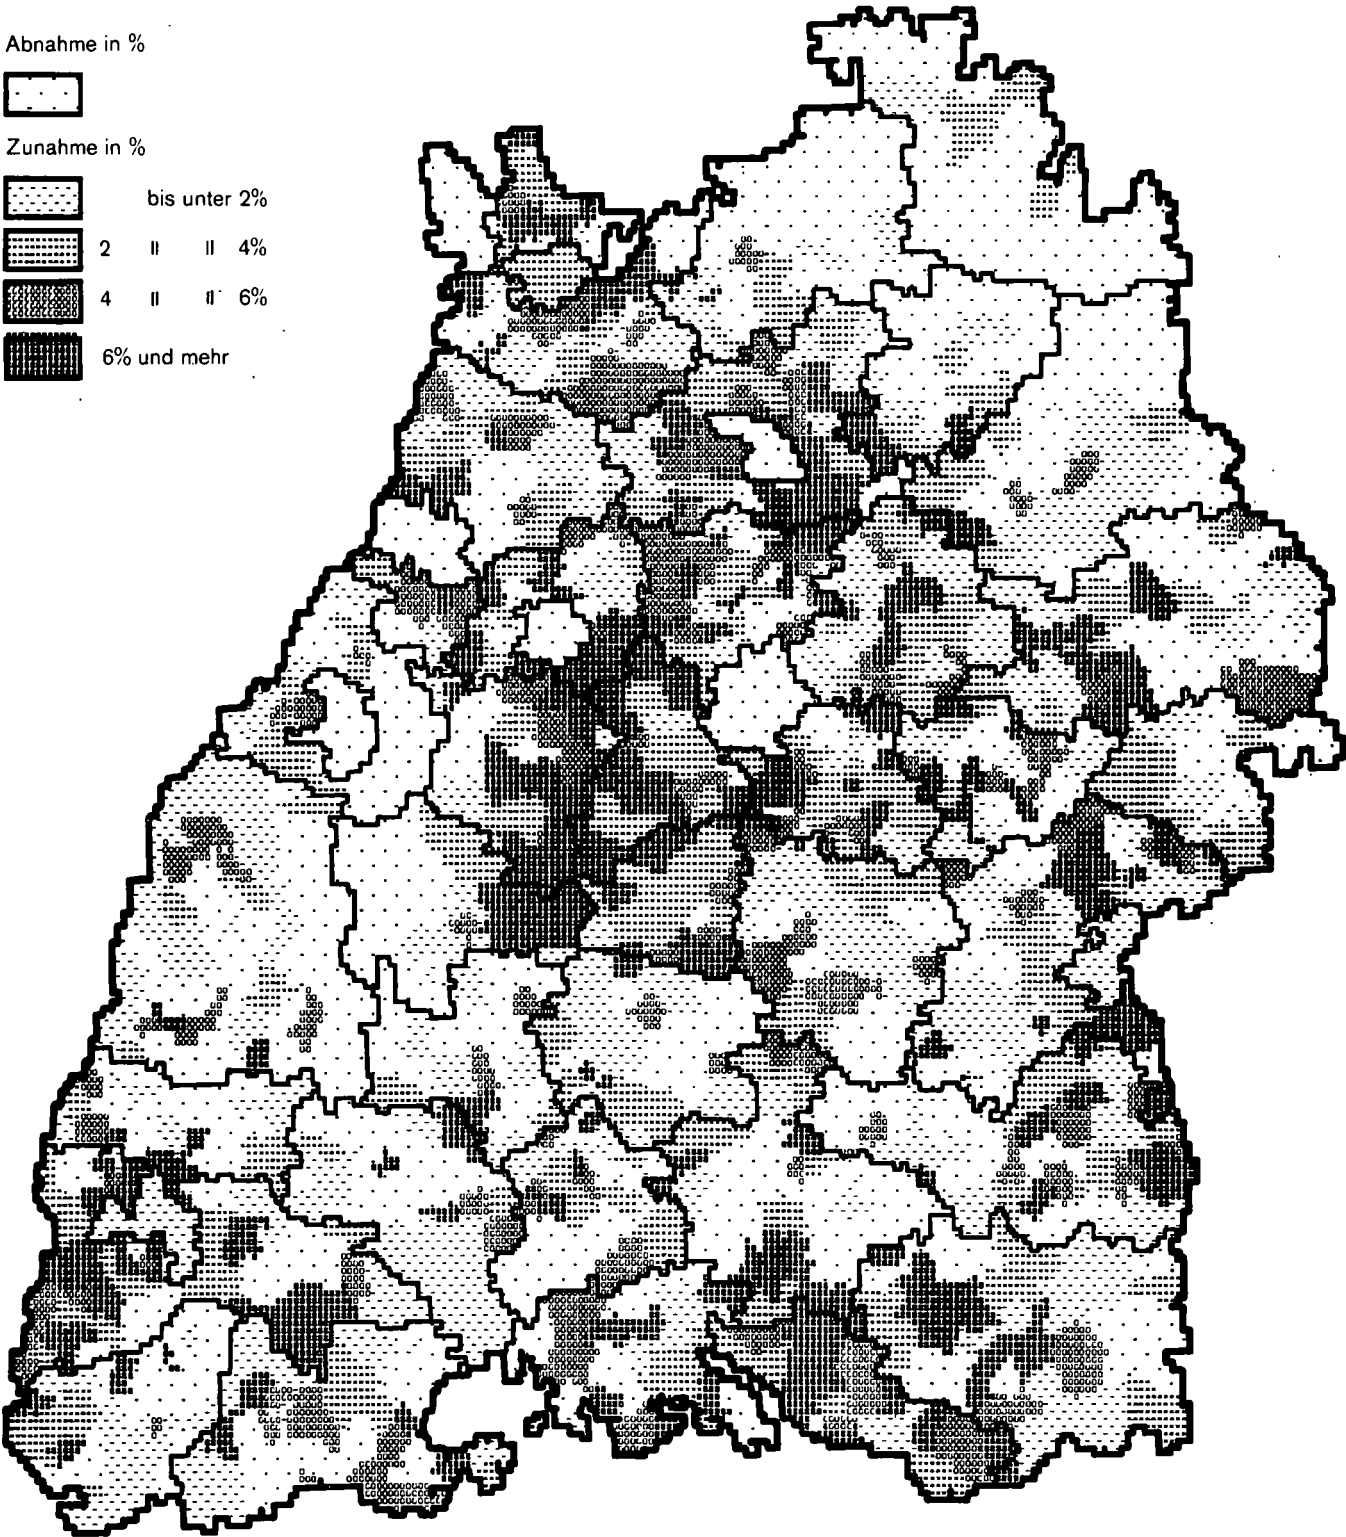 Abnahme in %
Zunahme in %
bis unter 2%
2 " " 4%
4 " " 6%
6% und mehr